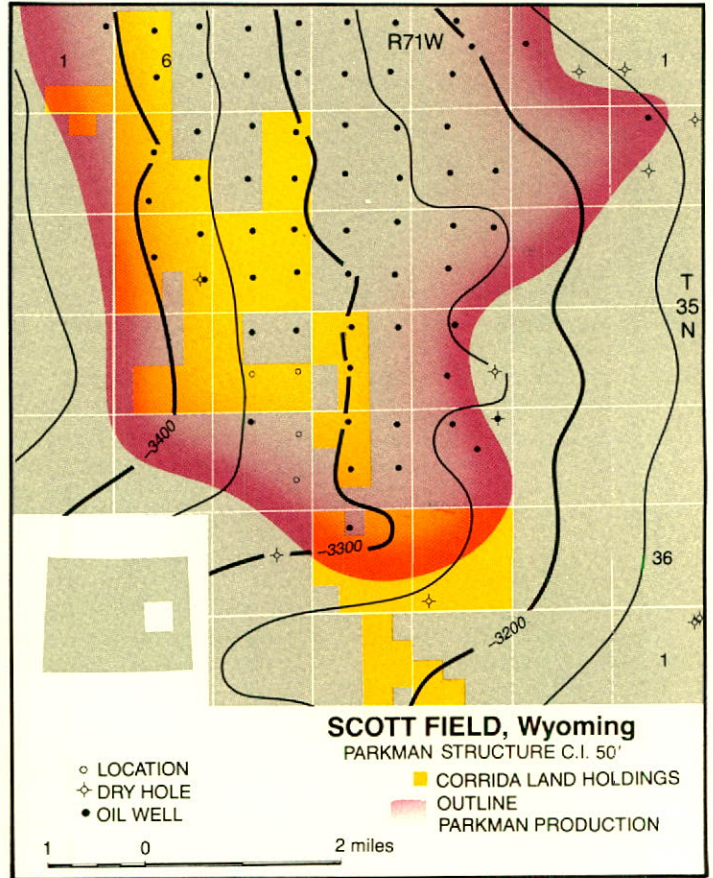 R71W
1
6
1
T
35
N
–3400
–3300
36
–3200
1
SCOTT FIELD, Wyoming
PARKMAN STRUCTURE C.I. 50'
LOCATION
DRY HOLE
OIL WELL
CORRIDA LAND HOLDINGS
OUTLINE
PARKMAN PRODUCTION
1 0 2 miles